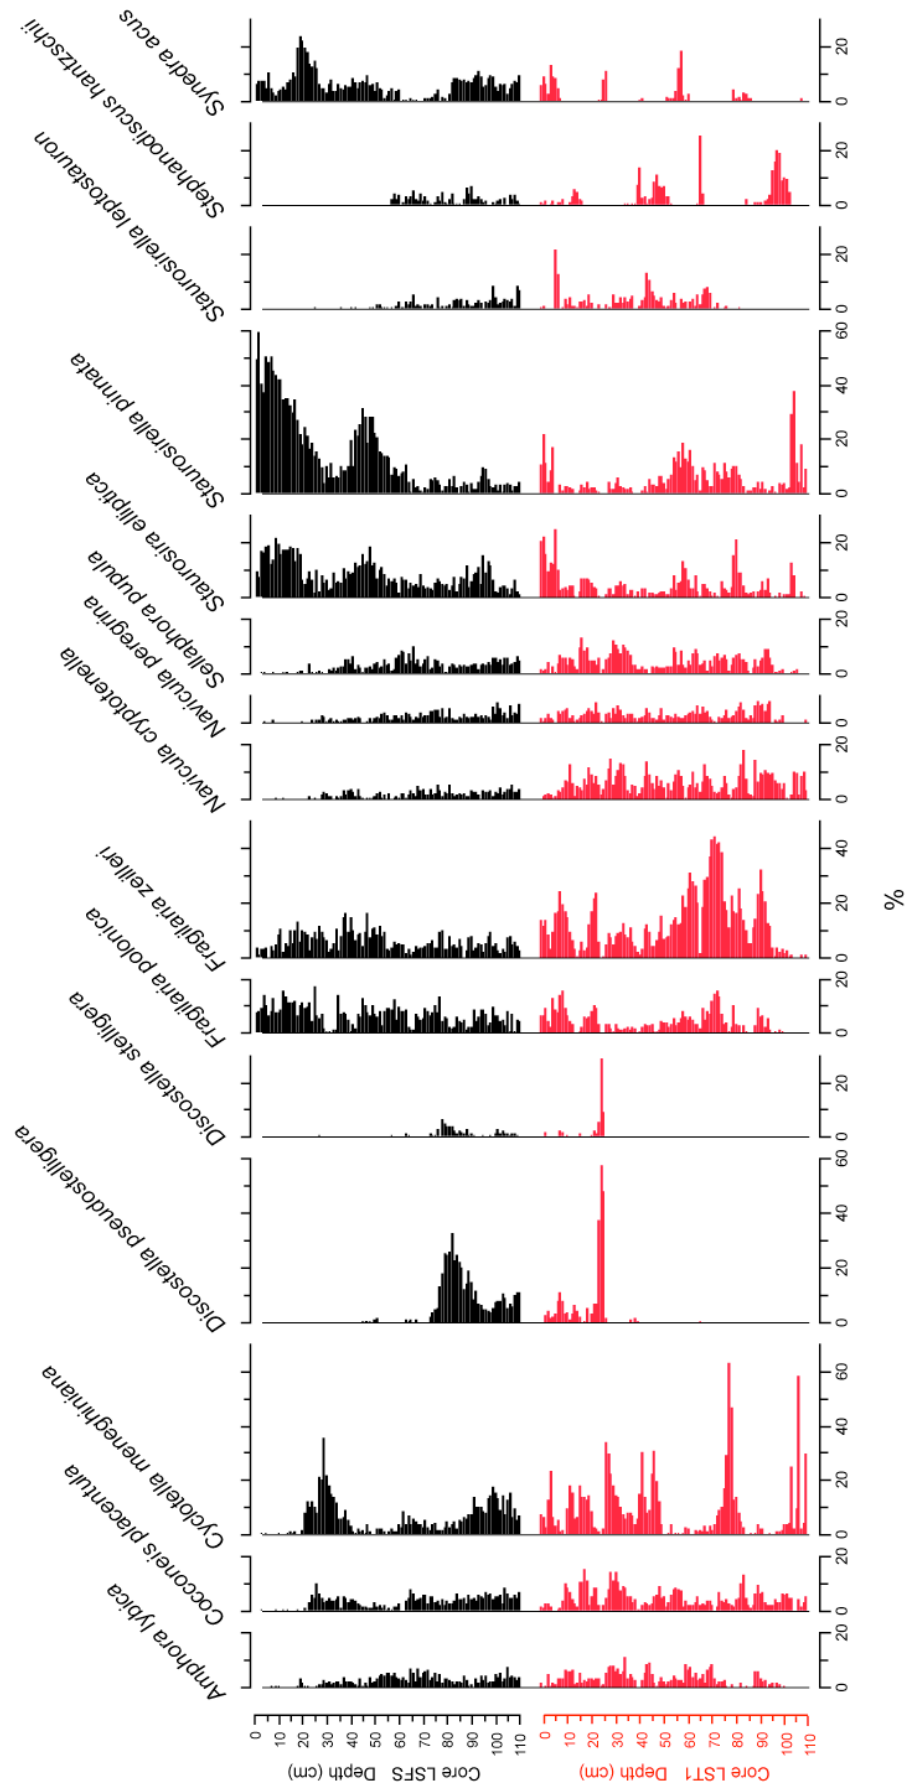 Synedra acus
Stephanodiscus hantzschii
Staurosirella leptostauron
Staurosirella pinnata
Staurosira elliptica
Sellaphora pupula
Navicula peregrina
Navicula cryptotenella
Fragilaria zeilleri
Fragilaria polonica
Discostella stelligera
Discostella pseudostelligera
Cyclotella meneghiniana
Cocconeis placentula
Amphora lybica
0 20
0 20
0 20
0 20 40 60
0 20
0 20
0
0 20
0 20 40
0 20
0 20
0 20 40 60
0 20 40 60
0 20
0 20
%
0 10 20 30 40 50 60 70 80 90 100 110
Core LSFS Depth (cm)
0 10 20 30 40 50 60 70 80 90 100 110
Core LST1 Depth (cm)